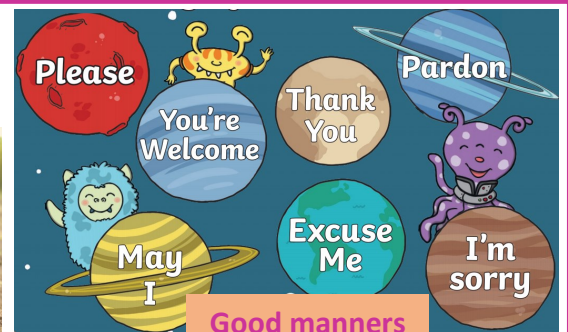 Please
Pardon
Thank
You
You're
Welcome
Excuse
Me
May
I
I'm
sorry
Good manners